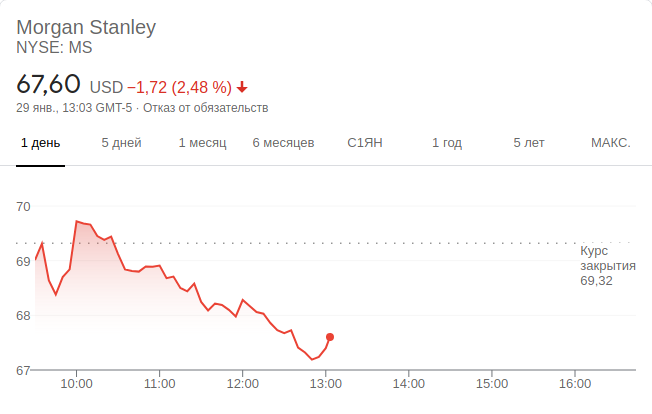 Morgan Stanley
NYSE: MS
67,60 USD −1,72 (2,48 %)
29 янв., 13:03 GMT-5 · Отказ от обязательств
1 день 5 дней 1 месяц 6 месяцев С1ЯН 1 год 5 лет МАКС.
70
Курс
закрытия
69,32
69
68
67
10:00 11:00 12:00 13:00 14:00 15:00 16:00